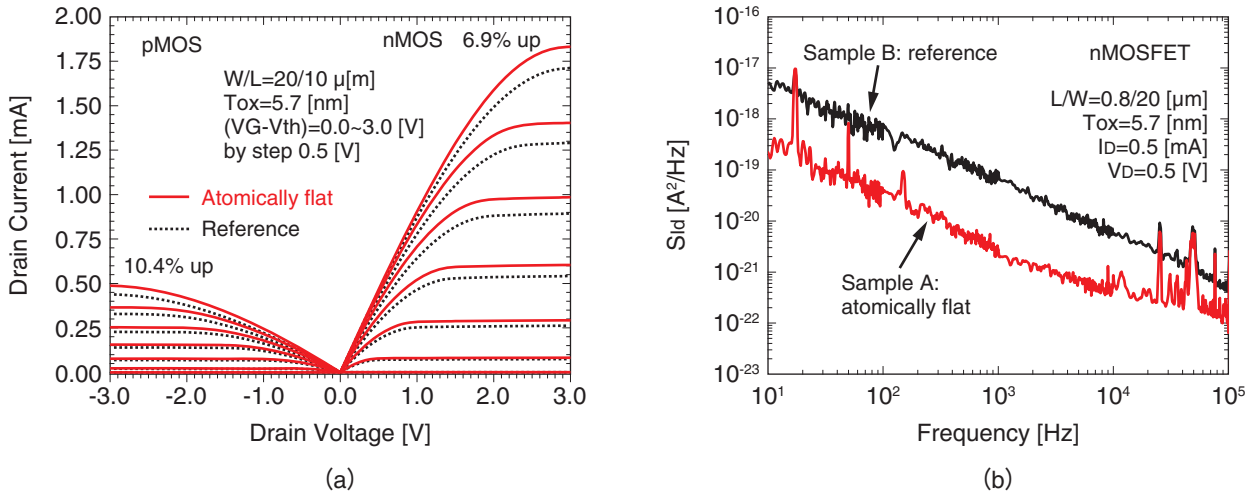 pMOS
nMOS
6.9% up
W/L=20/10 μ[m]
Tox=5.7 [nm]
(VG-Vth)=0.0~3.0 [V]
by step 0.5 [V]
Atomically flat
Reference
10.4% up
Drain Current [mA]
2.00
1.75
1.50
1.25
1.00
0.75
0.50
0.25
0.00
-3.0 -2.0 -1.0 0.0 1.0 2.0 3.0
Drain Voltage [V]
(a)
SId [A²/Hz]
10⁻¹⁶
10⁻¹⁷
10⁻¹⁸
10⁻¹⁹
10⁻²⁰
10⁻²¹
10⁻²²
10⁻²³
Sample B: reference
nMOSFET
L/W=0.8/20 [μm]
Tox=5.7 [nm]
ID=0.5 [mA]
VD=0.5 [V]
Sample A:
atomically flat
10¹ 10² 10³ 10⁴ 10⁵
Frequency [Hz]
(b)